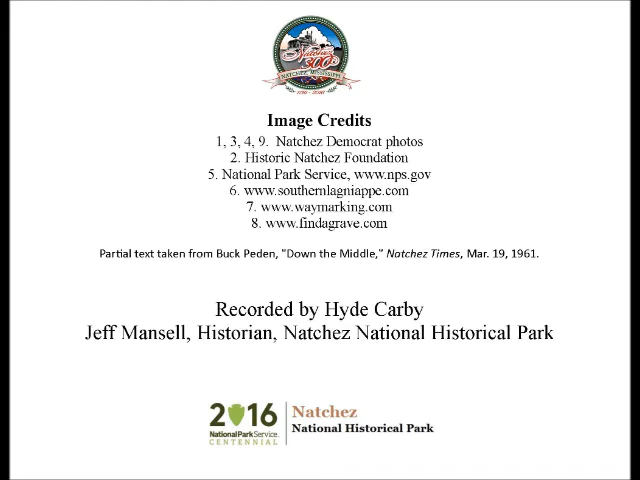 Natchez
300
NATCHEZ, MISSISSIPPI
1716 - 2016
Image Credits
1, 3, 4, 9.  Natchez Democrat photos
2. Historic Natchez Foundation
5. National Park Service, www.nps.gov
6. www.southernlagniappe.com
7. www.waymarking.com
8. www.findagrave.com
Partial text taken from Buck Peden, "Down the Middle," Natchez Times, Mar. 19, 1961.
Recorded by Hyde Carby
Jeff Mansell, Historian, Natchez National Historical Park
2016
National Park Service
CENTENNIAL
Natchez
National Historical Park